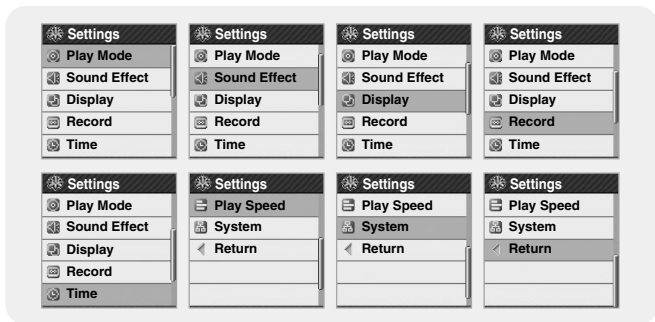 Settings
Play Mode
Sound Effect
Display
Record
Time
Settings
Play Mode
Sound Effect
Display
Record
Time
Settings
Play Mode
Sound Effect
Display
Record
Time
Settings
Play Mode
Sound Effect
Display
Record
Time
Settings
Play Mode
Sound Effect
Display
Record
Time
Settings
Play Speed
System
Return
Settings
Play Speed
System
Return
Settings
Play Speed
System
Return